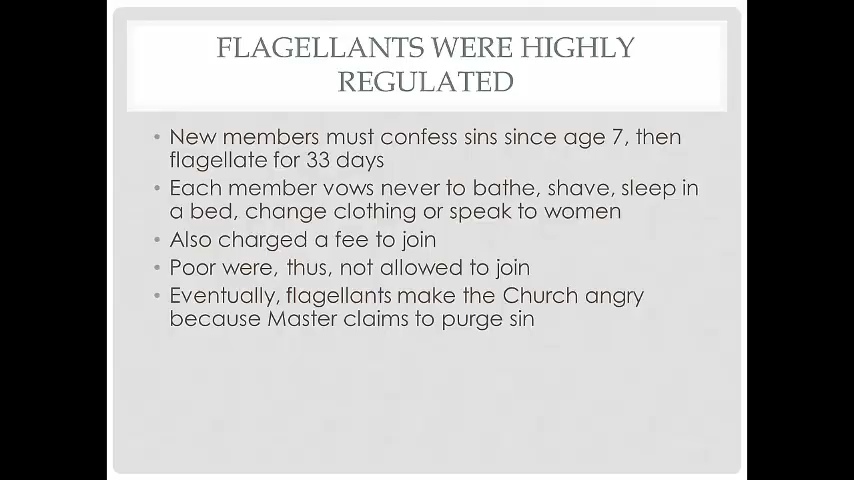 FLAGELLANTS WERE HIGHLY
REGULATED
• New members must confess sins since age 7, then
flagellate for 33 days
• Each member vows never to bathe, shave, sleep in
a bed, change clothing or speak to women
• Also charged a fee to join
• Poor were, thus, not allowed to join
• Eventually, flagellants make the Church angry
because Master claims to purge sin